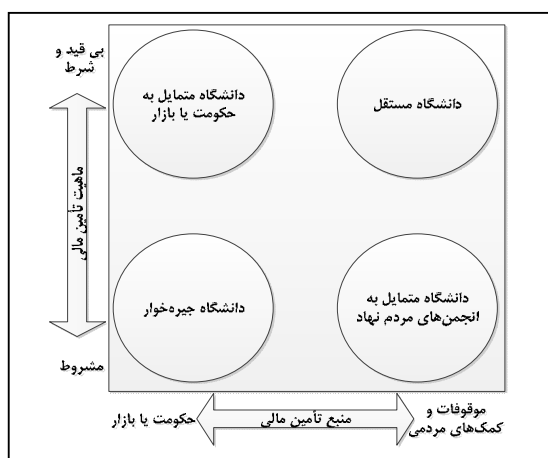 بی قید و
شرط
دانشگاه مستقل
دانشگاه متمایل به
حکومت یا بازار
ماهیت تأمین مالی
دانشگاه متمایل به
انجمن‌های مردم نهاد
دانشگاه جیره‌خوار
مشروط
موقوفات و
کمک‌های مردمی
منبع تأمین مالی
حکومت یا بازار